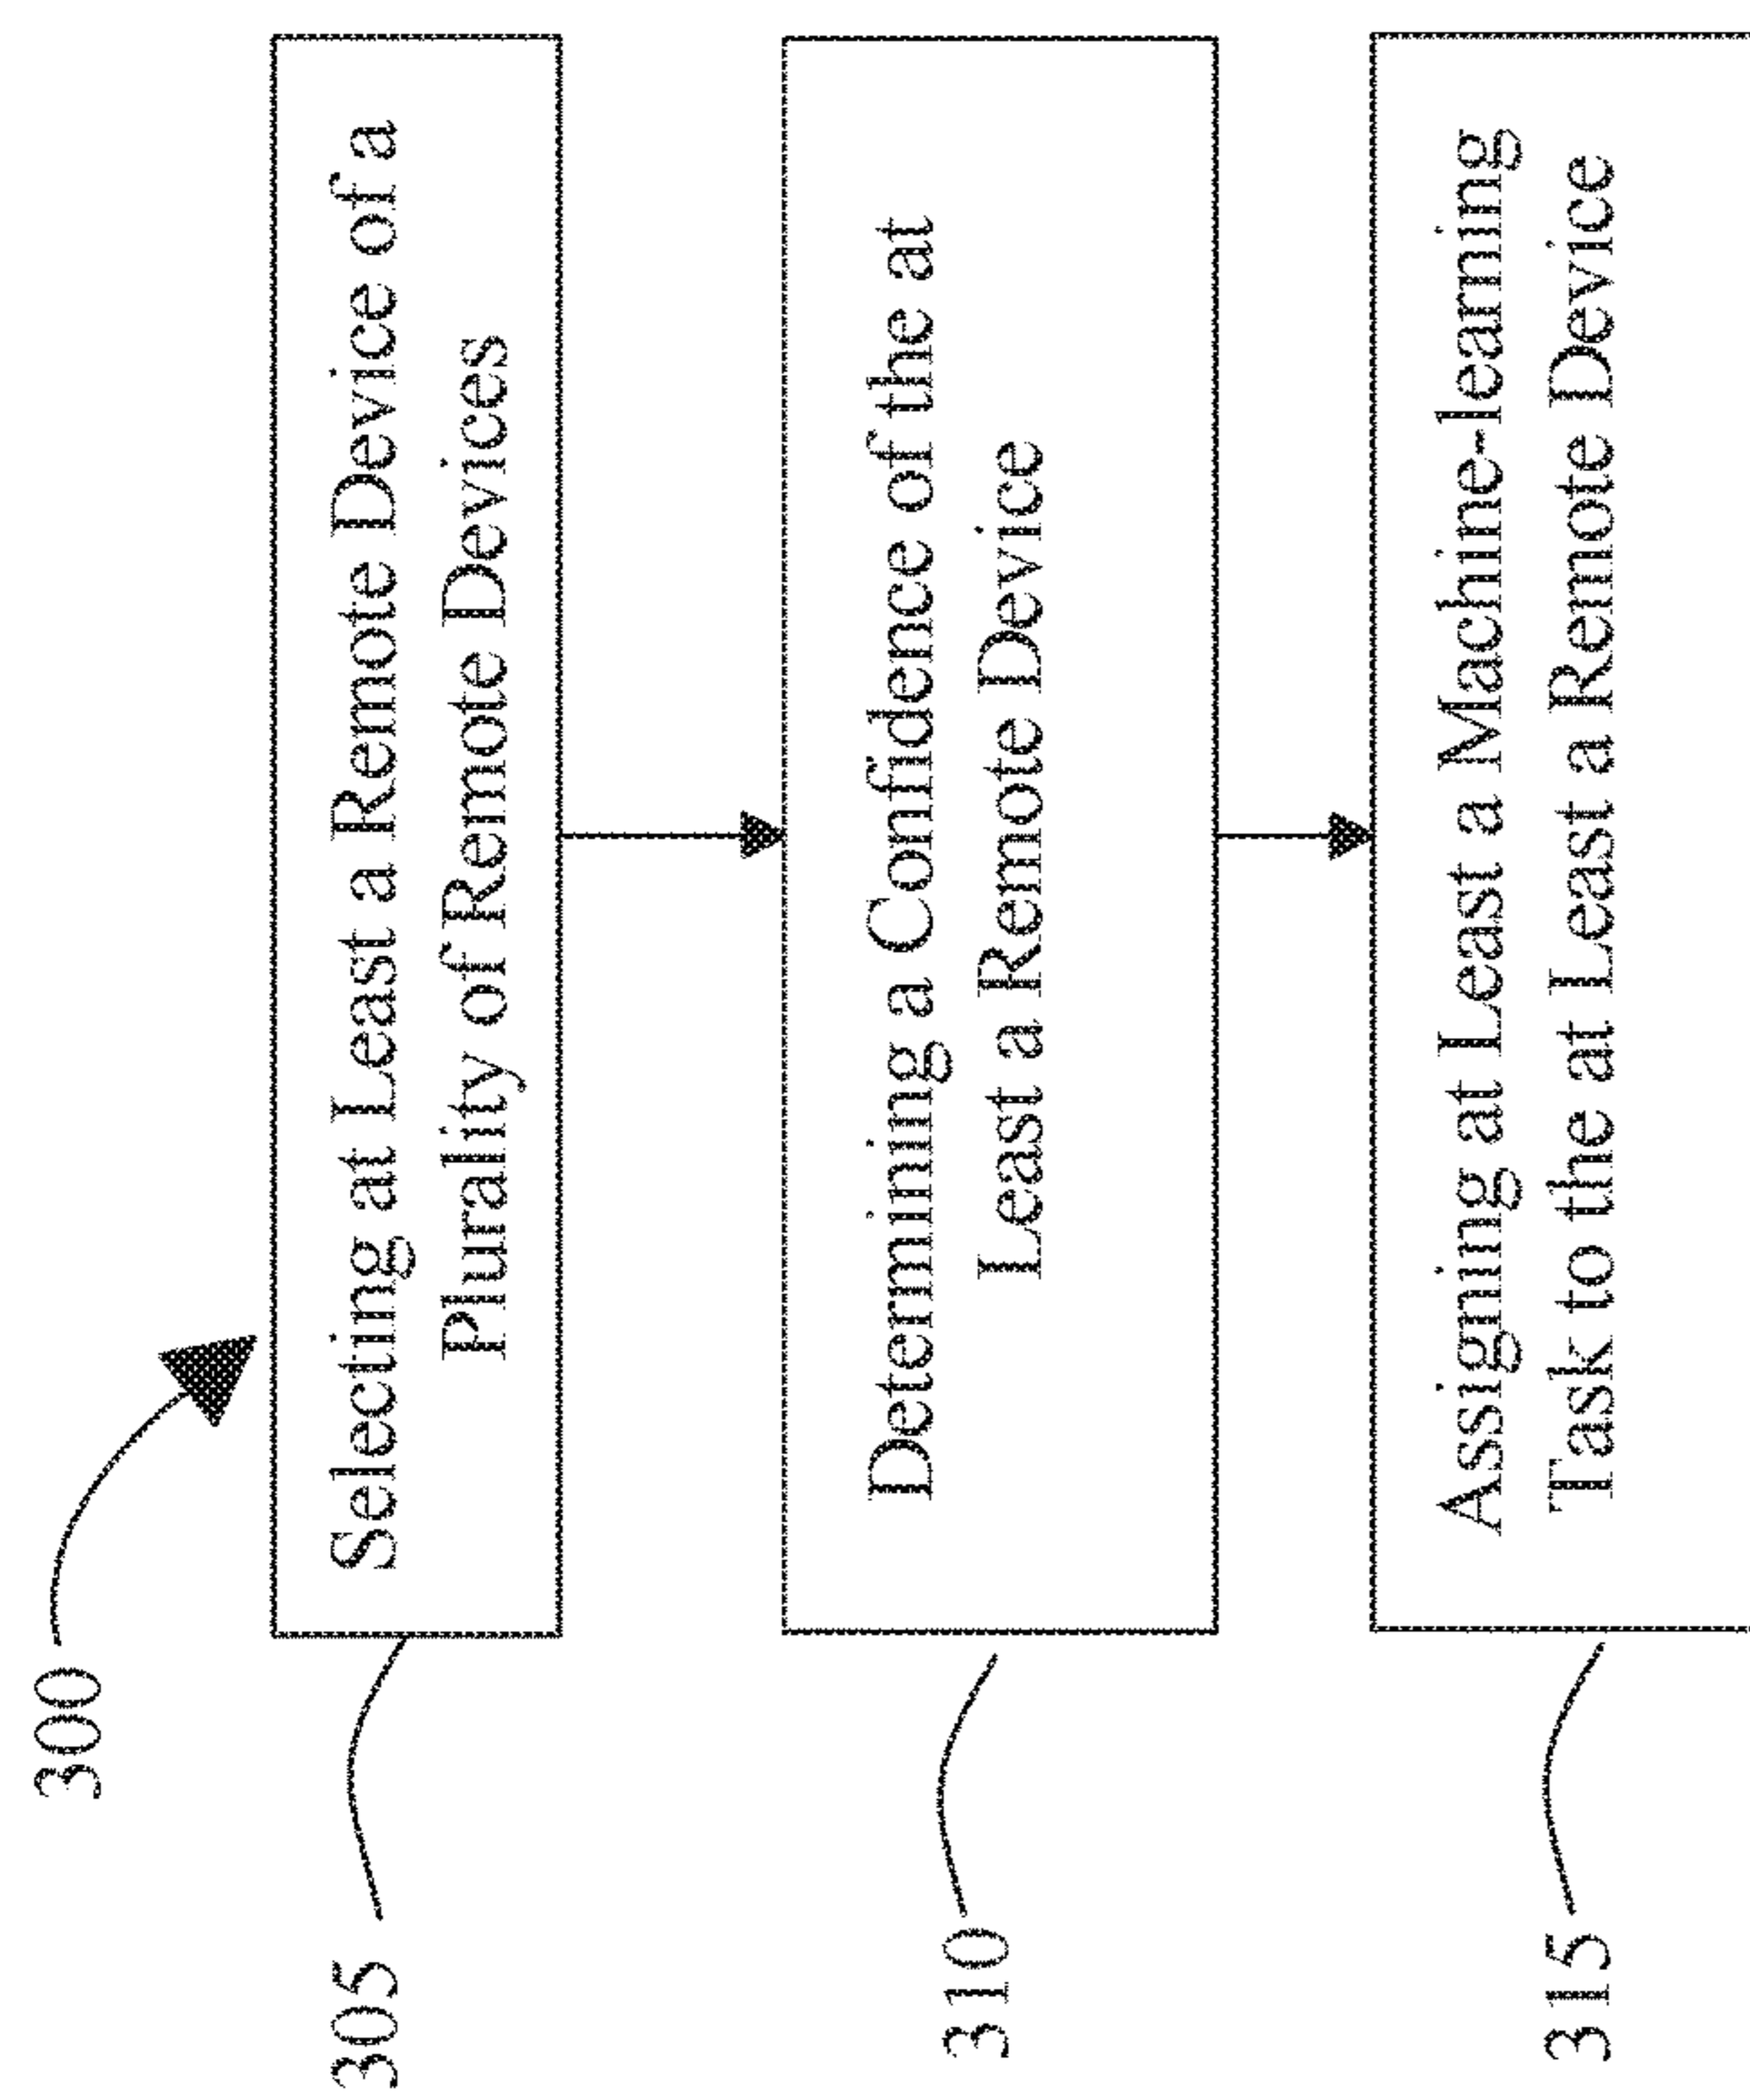 300
305
Selecting at Least a Remote Device of a
Plurality of Remote Devices
310
Determining a Confidence of the at
Least a Remote Device
315
Assigning at Least a Machine-learning
Task to the at Least a Remote Device